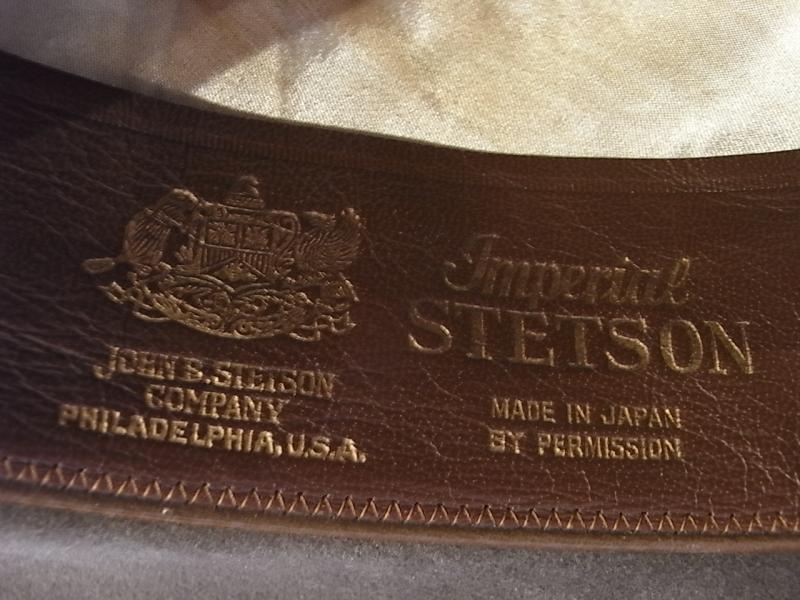 JOHN B. STETSON
COMPANY
PHILADELPHIA, U.S.A.
Imperial
STETSON
MADE IN JAPAN
BY PERMISSION